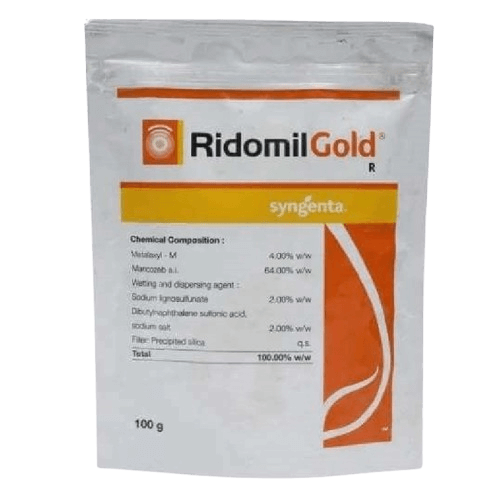 RidomilGold®
R
syngenta
Chemical Composition :
Metalaxyl - M 4.00% w/w
Mancozeb a.i. 64.00% w/w
Wetting and dispersing agent :
Sodium lignosulfunate 2.00% w/w
Dibutylnaphthalene sulfonic acid,
sodium salt 2.00% w/w
Filler: Precipited silica q.s.
Total 100.00% w/w
100 g